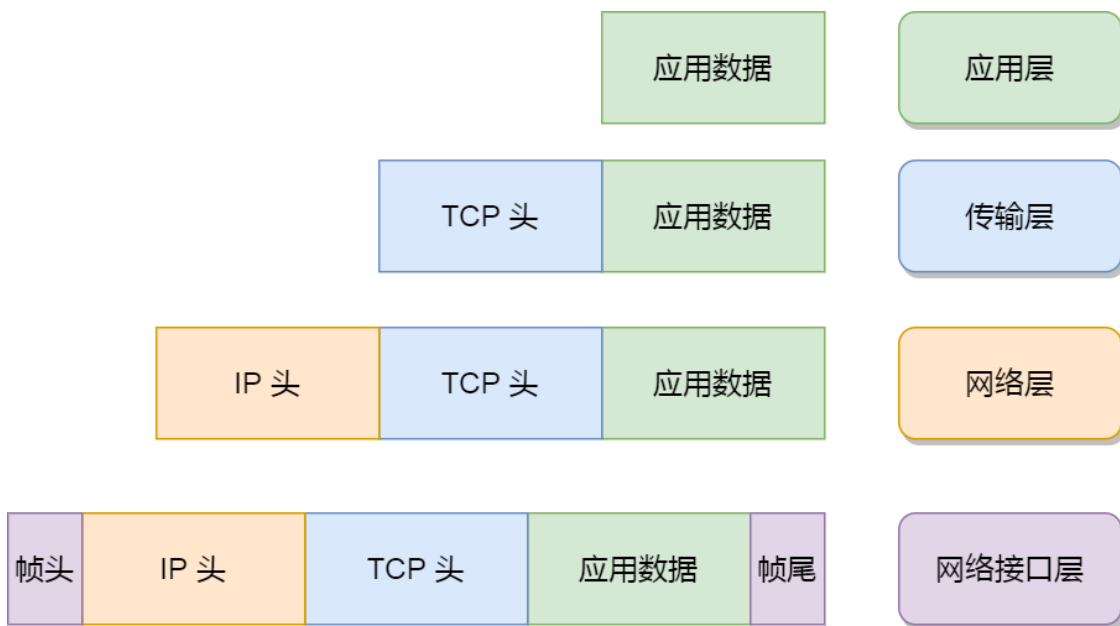 应用数据 应用层
TCP 头 应用数据 传输层
IP 头 TCP 头 应用数据 网络层
帧头 IP 头 TCP 头 应用数据 帧尾 网络接口层